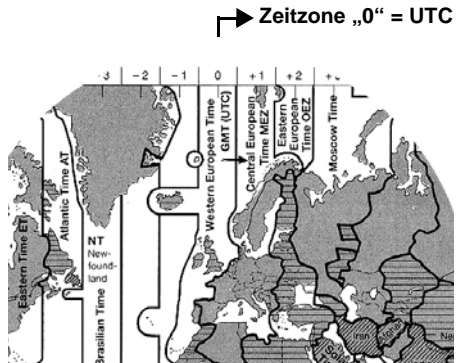 Zeitzone „0“ = UTC
-3 -2 -1 0 +1 +2
Eastern Time ET
Atlantic Time AT
NT
New-
found-
land
Brasilian Time
Western European Time
GMT (UTC)
Central European
Time MEZ
Eastern
European
Time OEZ
Moscow Time
Iran